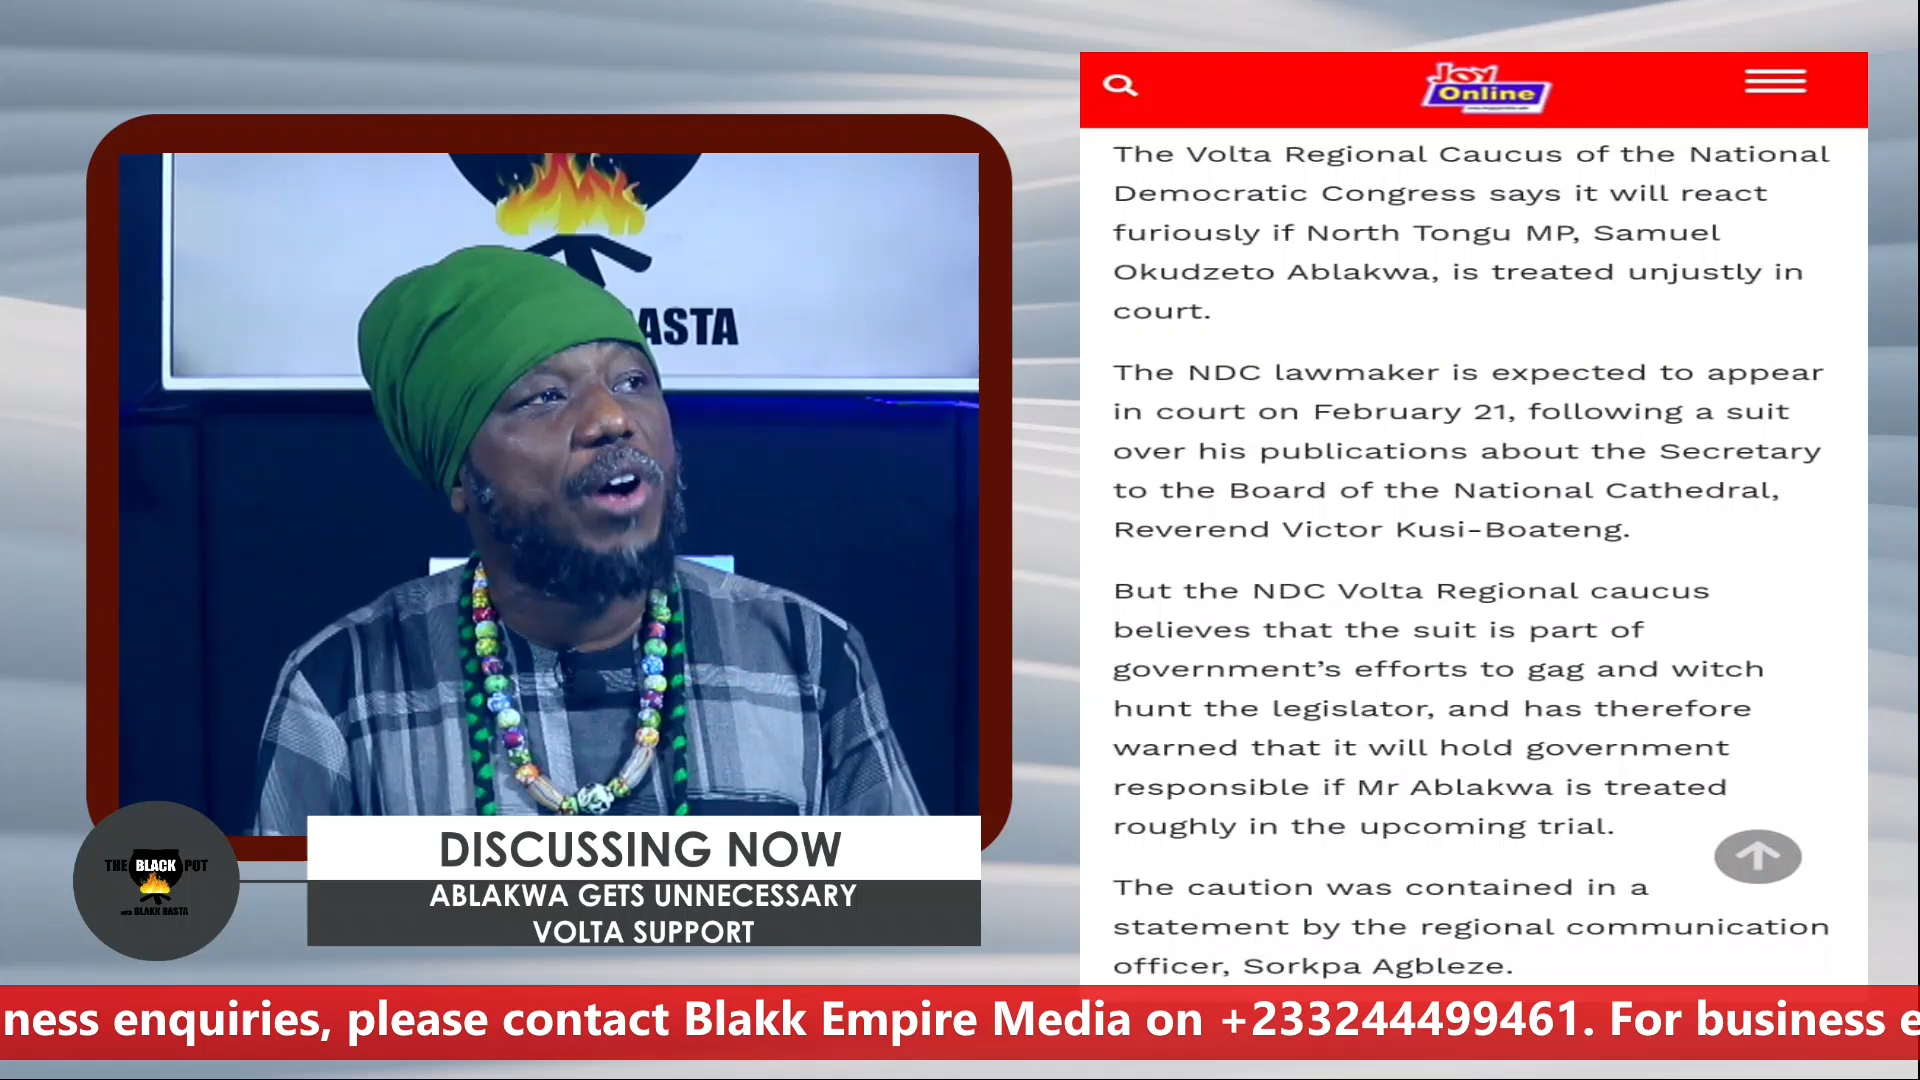 Joy
Online
The Volta Regional Caucus of the National
Democratic Congress says it will react
furiously if North Tongu MP, Samuel
Okudzeto Ablakwa, is treated unjustly in
court.
The NDC lawmaker is expected to appear
in court on February 21, following a suit
over his publications about the Secretary
to the Board of the National Cathedral,
Reverend Victor Kusi-Boateng.
But the NDC Volta Regional caucus
believes that the suit is part of
government’s efforts to gag and witch
hunt the legislator, and has therefore
warned that it will hold government
responsible if Mr Ablakwa is treated
roughly in the upcoming trial.
The caution was contained in a
statement by the regional communication
officer, Sorkpa Agbleze.
RASTA
THE BLACK POT
WITH BLAKK RASTA
DISCUSSING NOW
ABLAKWA GETS UNNECESSARY
VOLTA SUPPORT
ness enquiries, please contact Blakk Empire Media on +233244499461. For business e